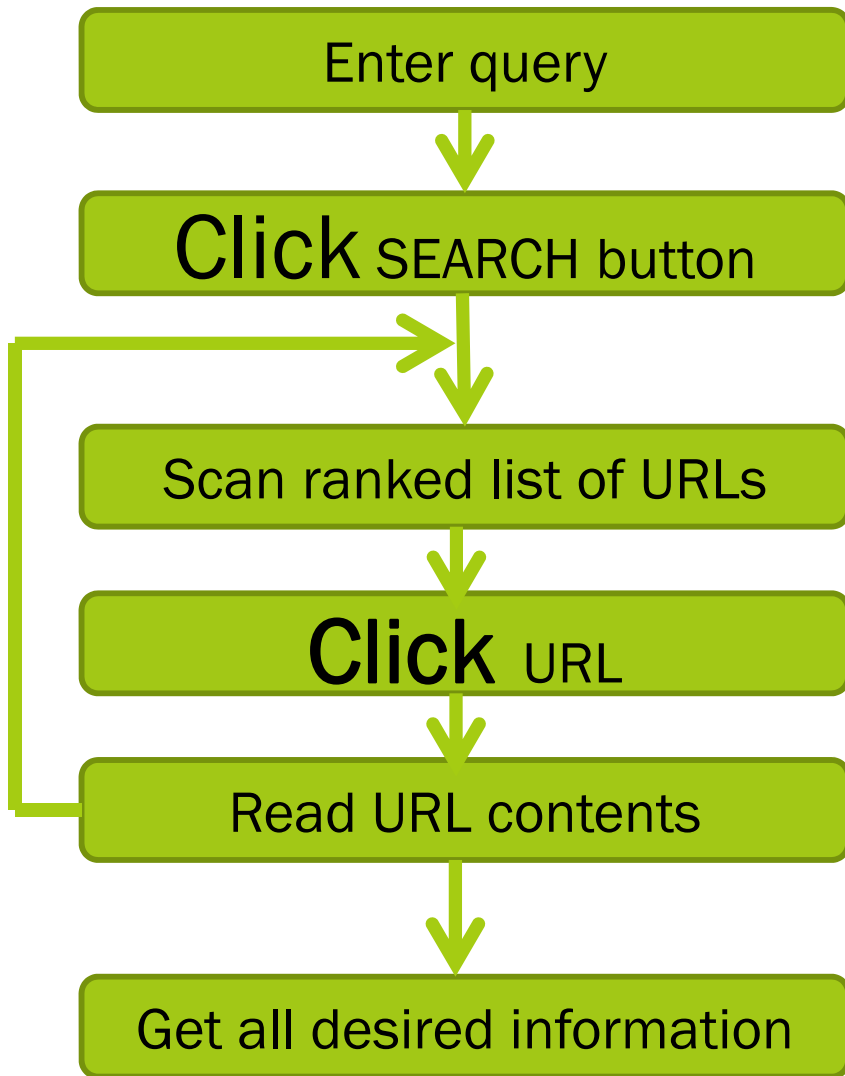 Enter query
Click SEARCH button
Scan ranked list of URLs
Click URL
Read URL contents
Get all desired information